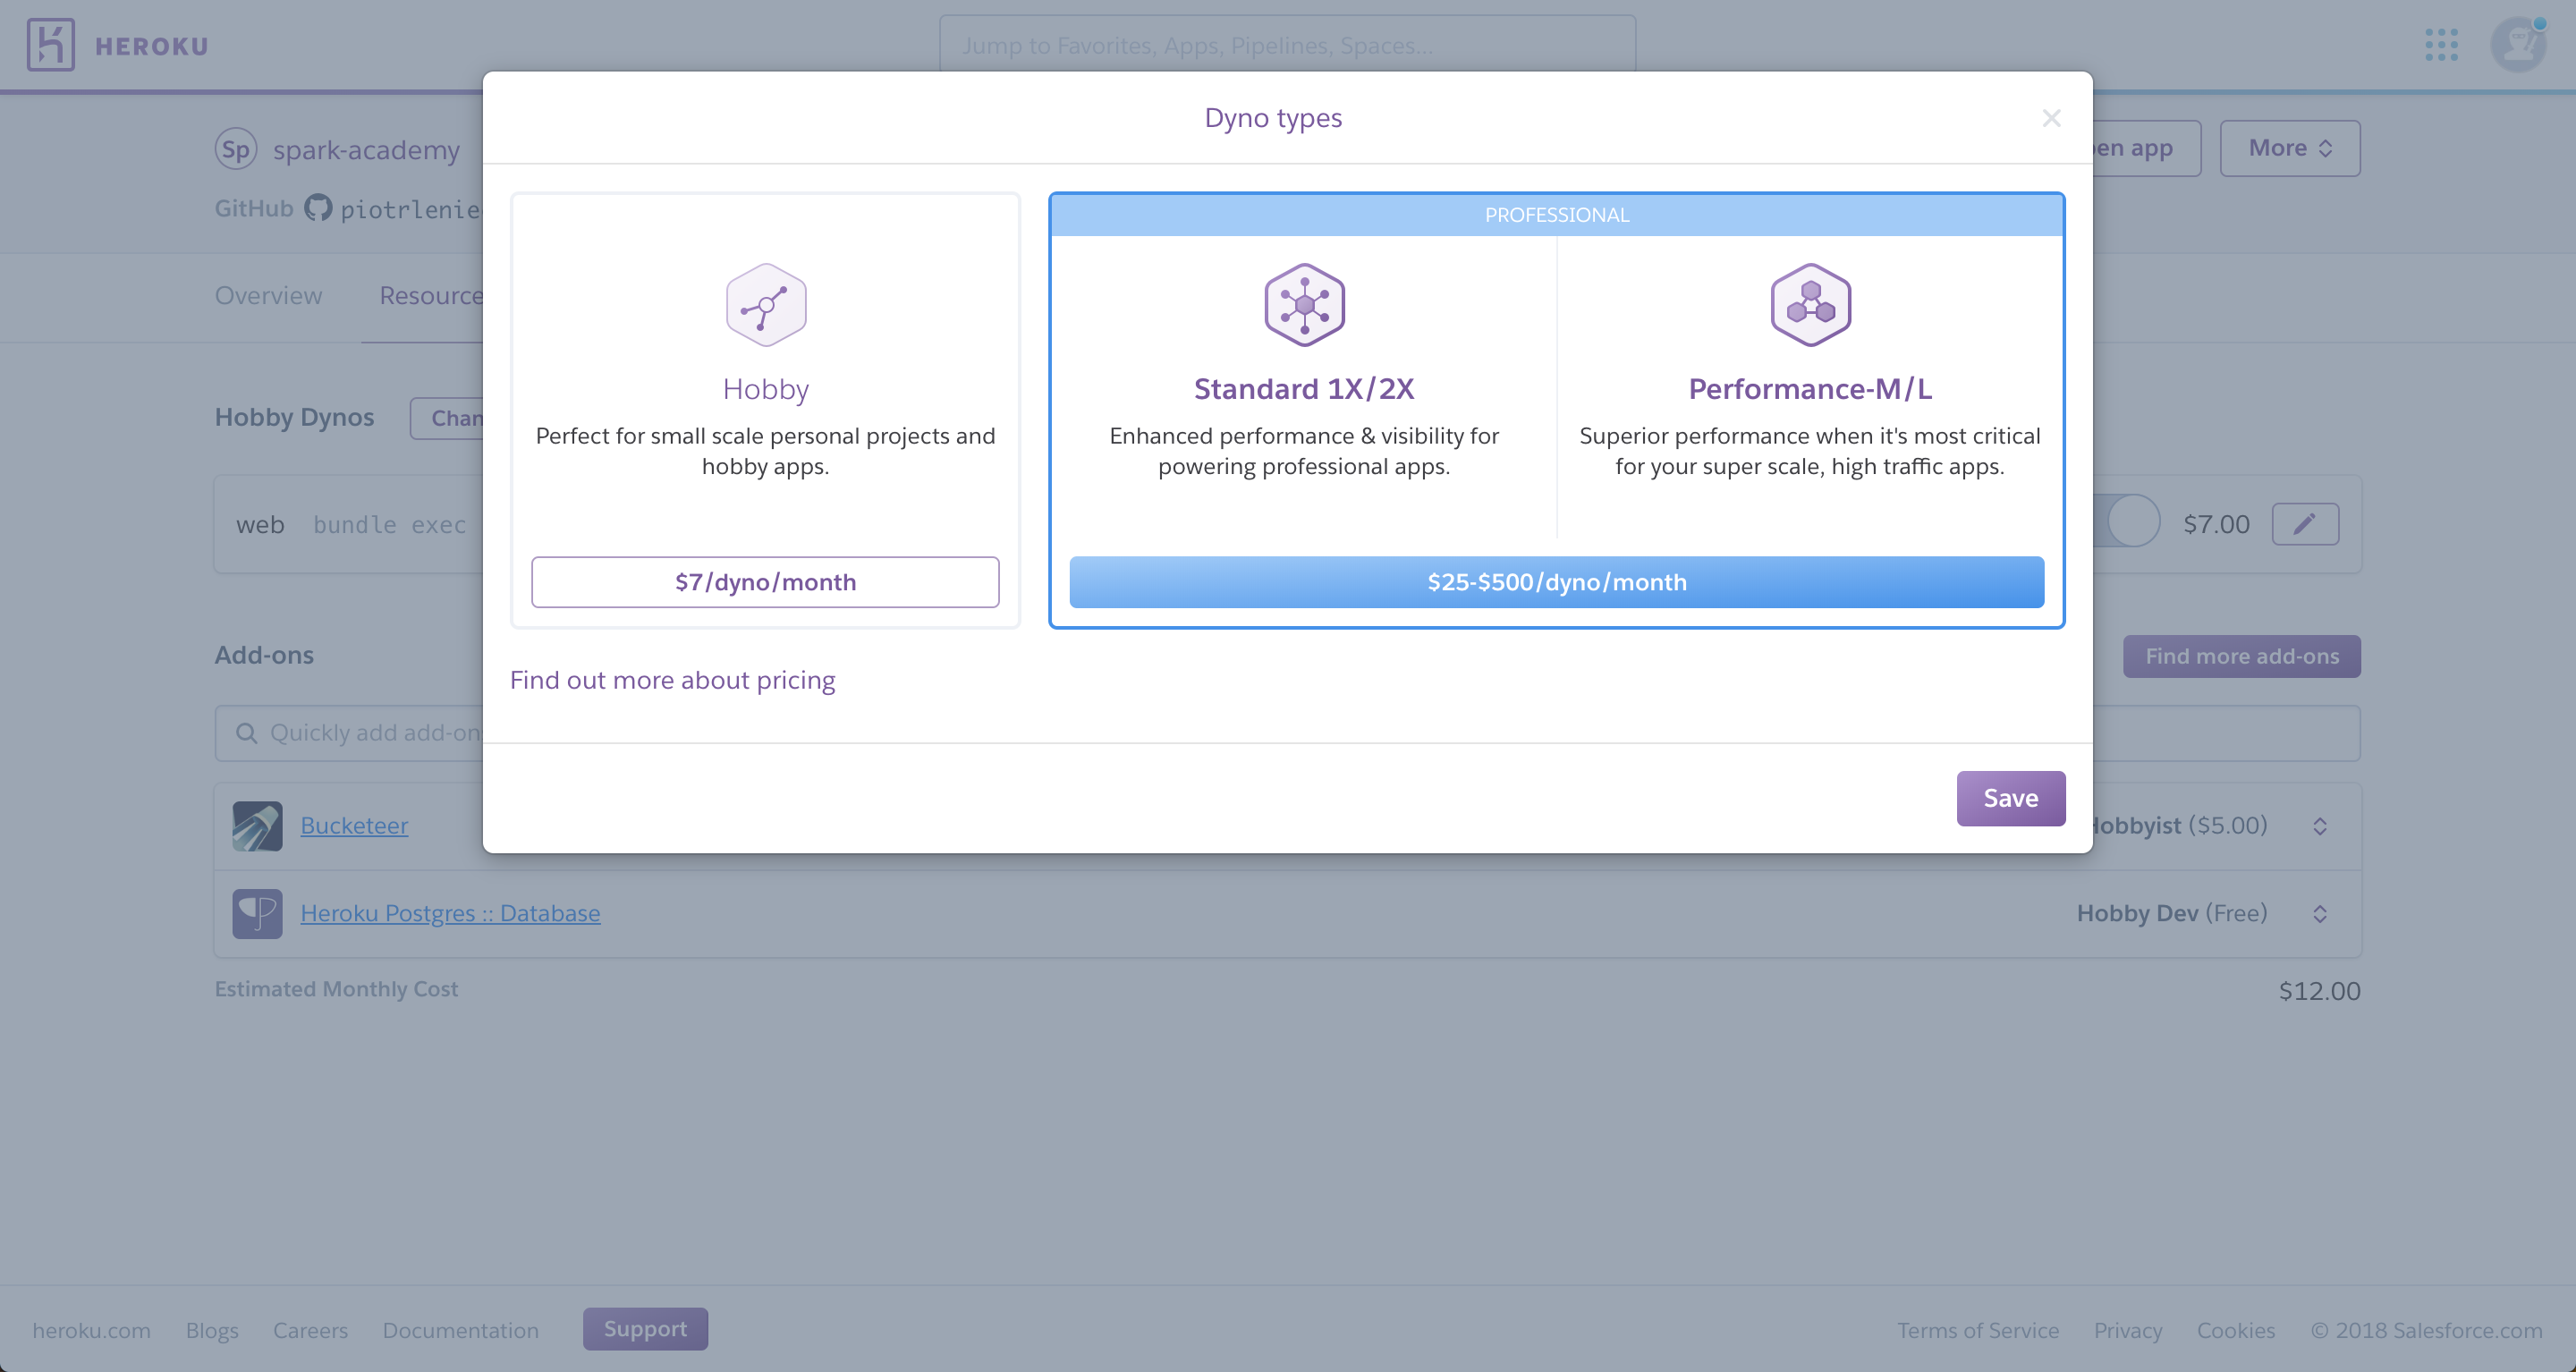 HEROKU
Jump to Favorites, Apps, Pipelines, Spaces...
Dyno types
Sp spark-academy
en app
More
GitHub piotrlenie
Overview
Resource
PROFESSIONAL
Hobby
Perfect for small scale personal projects and
hobby apps.
$7/dyno/month
Standard 1X/2X
Enhanced performance & visibility for
powering professional apps.
Performance-M/L
Superior performance when it's most critical
for your super scale, high traffic apps.
$25-$500/dyno/month
Find out more about pricing
Save
Hobby Dynos
Chan
web bundle exec
$7.00
Add-ons
Find more add-ons
Quickly add add-on
Bucketeer
Hobbyist ($5.00)
Heroku Postgres :: Database
Hobby Dev (Free)
Estimated Monthly Cost
$12.00
heroku.com Blogs Careers Documentation Support
Terms of Service Privacy Cookies © 2018 Salesforce.com